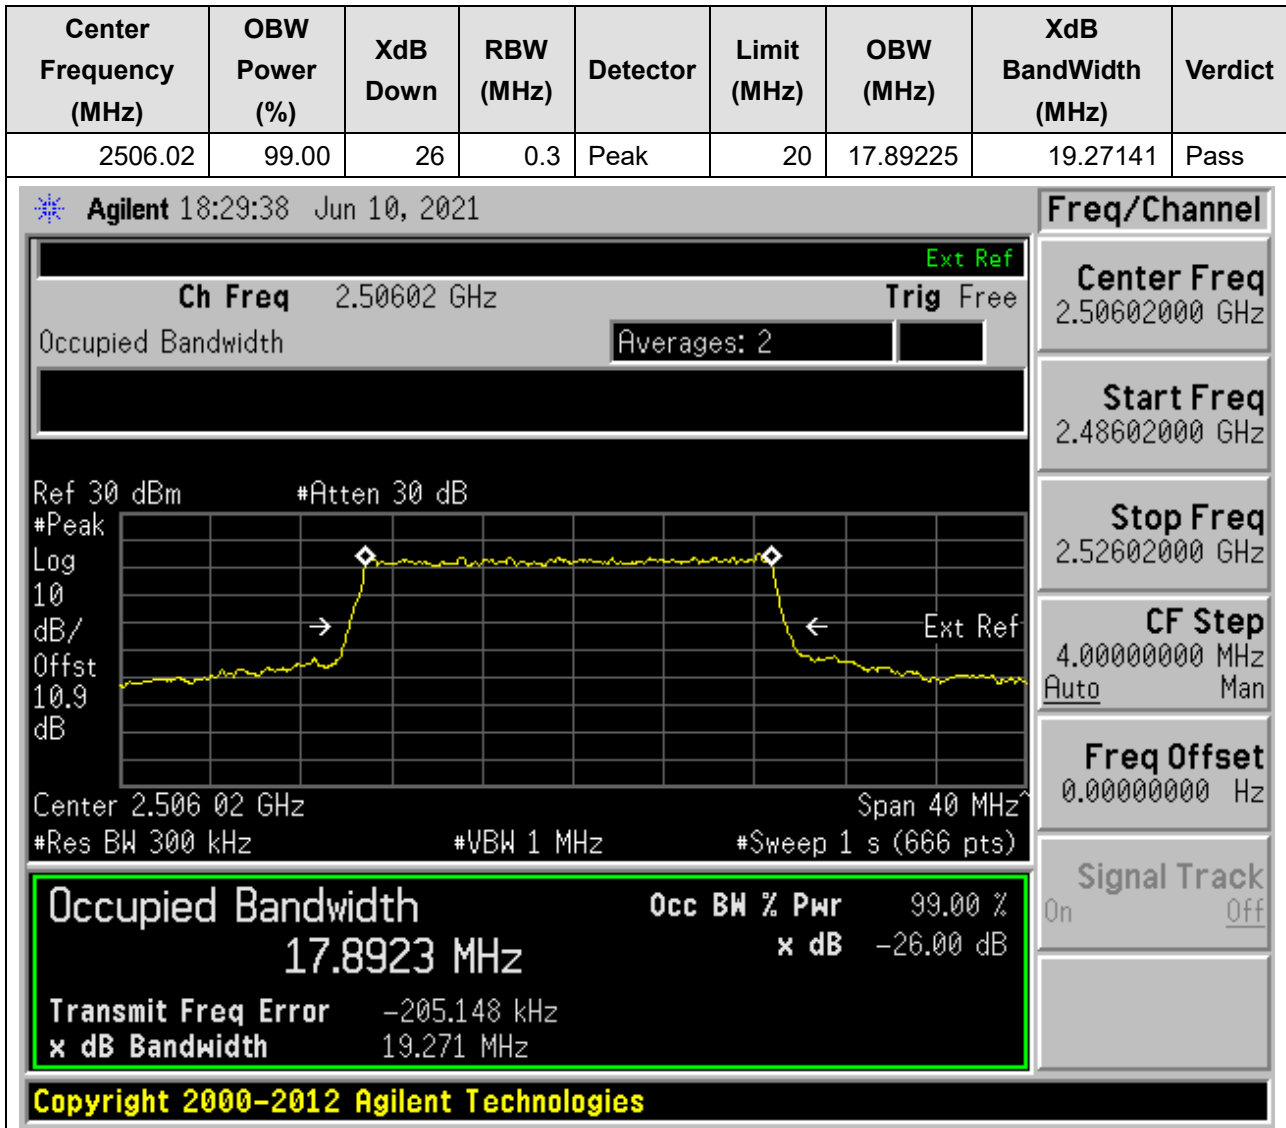 Center Frequency (MHz) OBW Power (%) XdB Down RBW (MHz) Detector Limit (MHz) OBW (MHz) XdB BandWidth (MHz) Verdict
2506.02 99.00 26 0.3 Peak 20 17.89225 19.27141 Pass
Agilent 18:29:38 Jun 10, 2021
Freq/Channel
Ext Ref
Ch Freq 2.50602 GHz Trig Free
Occupied Bandwidth Averages: 2
Center Freq
2.50602000 GHz
Start Freq
2.48602000 GHz
Stop Freq
2.52602000 GHz
CF Step
4.00000000 MHz
Auto Man
Freq Offset
0.00000000 Hz
Signal Track
On Off
Ref 30 dBm #Atten 30 dB
#Peak
Log
10
dB/
Offst
10.9
dB
Ext Ref
Center 2.506 02 GHz Span 40 MHz^
#Res BW 300 kHz #VBW 1 MHz #Sweep 1 s (666 pts)
Occupied Bandwidth Occ BW % Pwr 99.00 %
17.8923 MHz x dB -26.00 dB
Transmit Freq Error -205.148 kHz
x dB Bandwidth 19.271 MHz
Copyright 2000-2012 Agilent Technologies